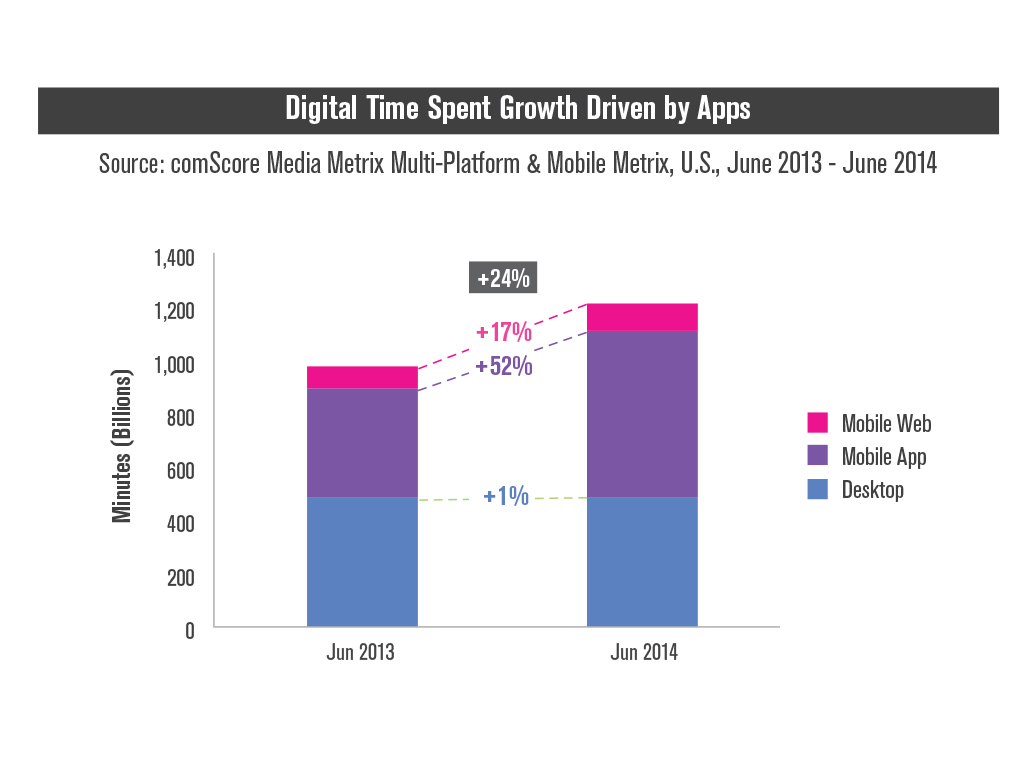 Digital Time Spent Growth Driven by Apps
Source: comScore Media Metrix Multi-Platform & Mobile Metrix, U.S., June 2013 - June 2014
Minutes (Billions)
1,400
1,200
1,000
800
600
400
200
0
+24%
+17%
+52%
+1%
Jun 2013
Jun 2014
Mobile Web
Mobile App
Desktop